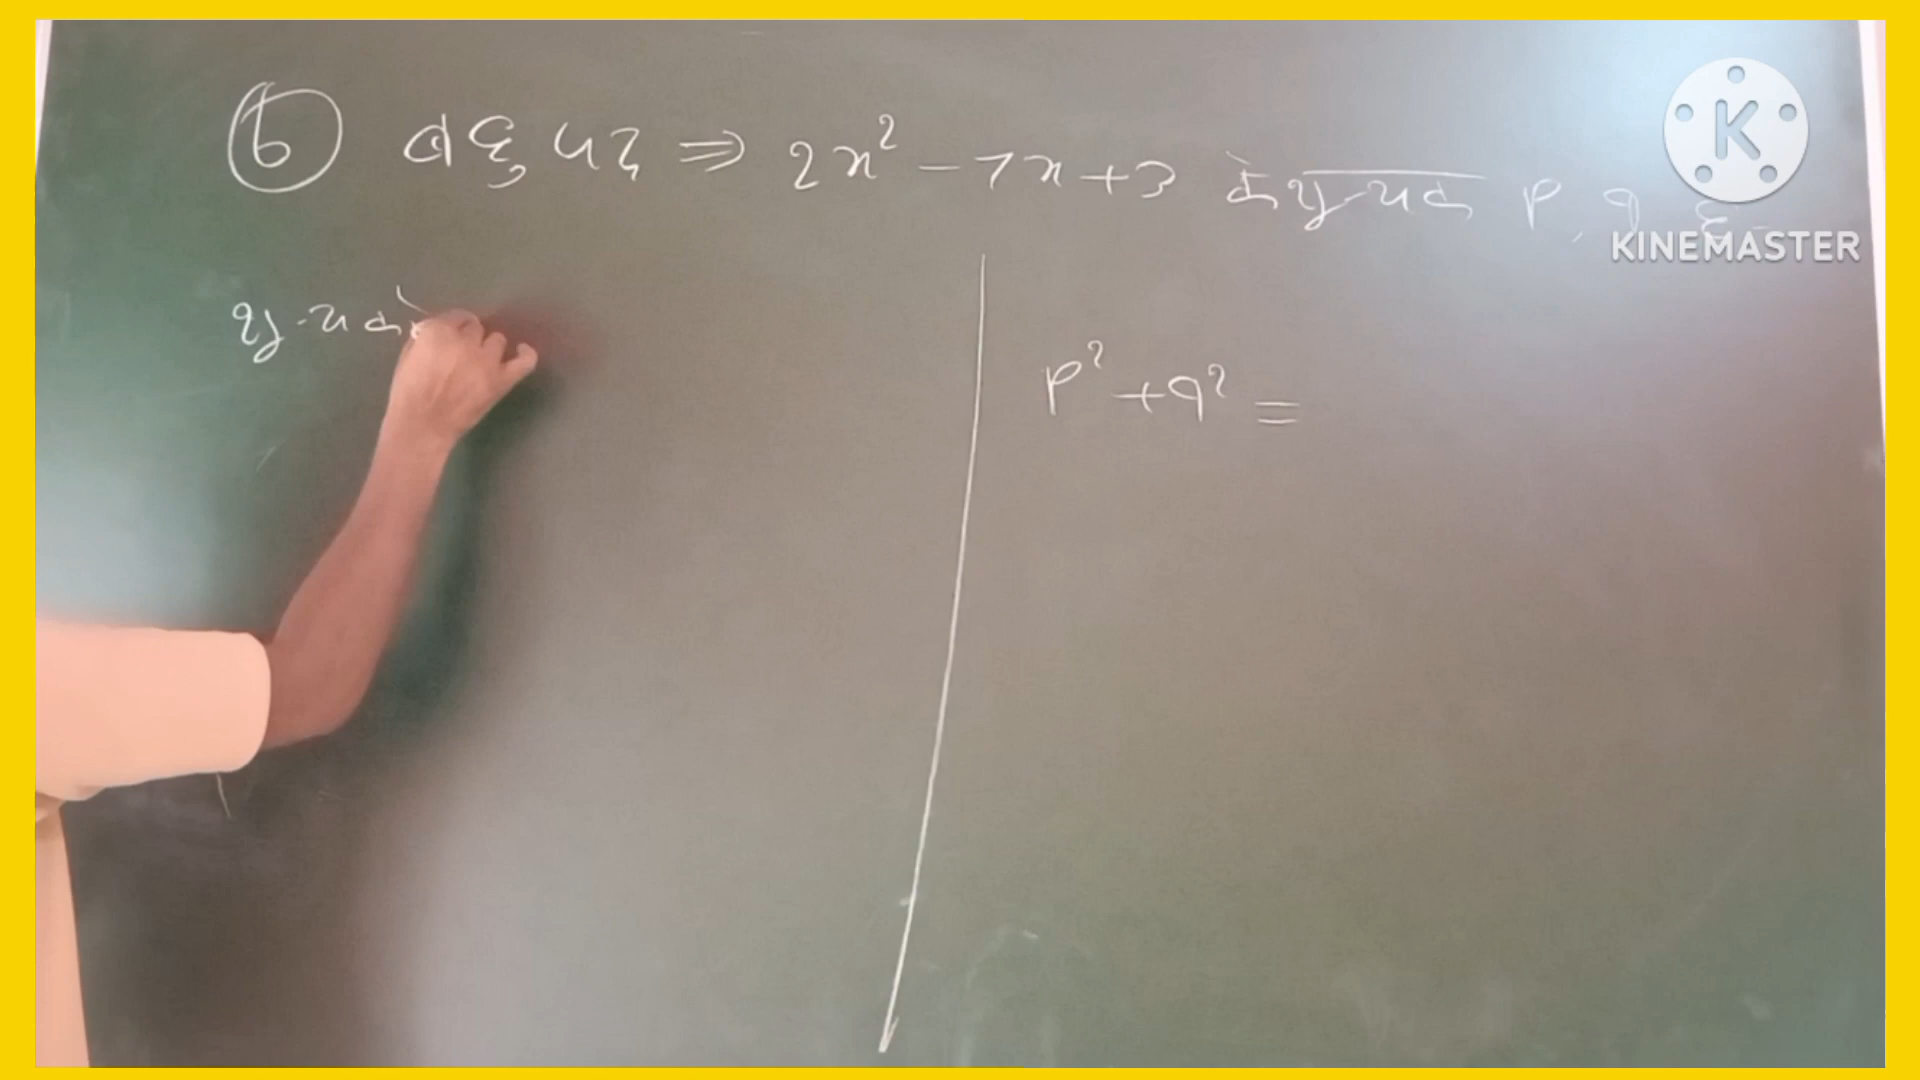 6 बहुपद ⇒ 2x² - 7x + 3 के शून्यक p, q है
शून्यको
p² + q² =
K
KINEMASTER